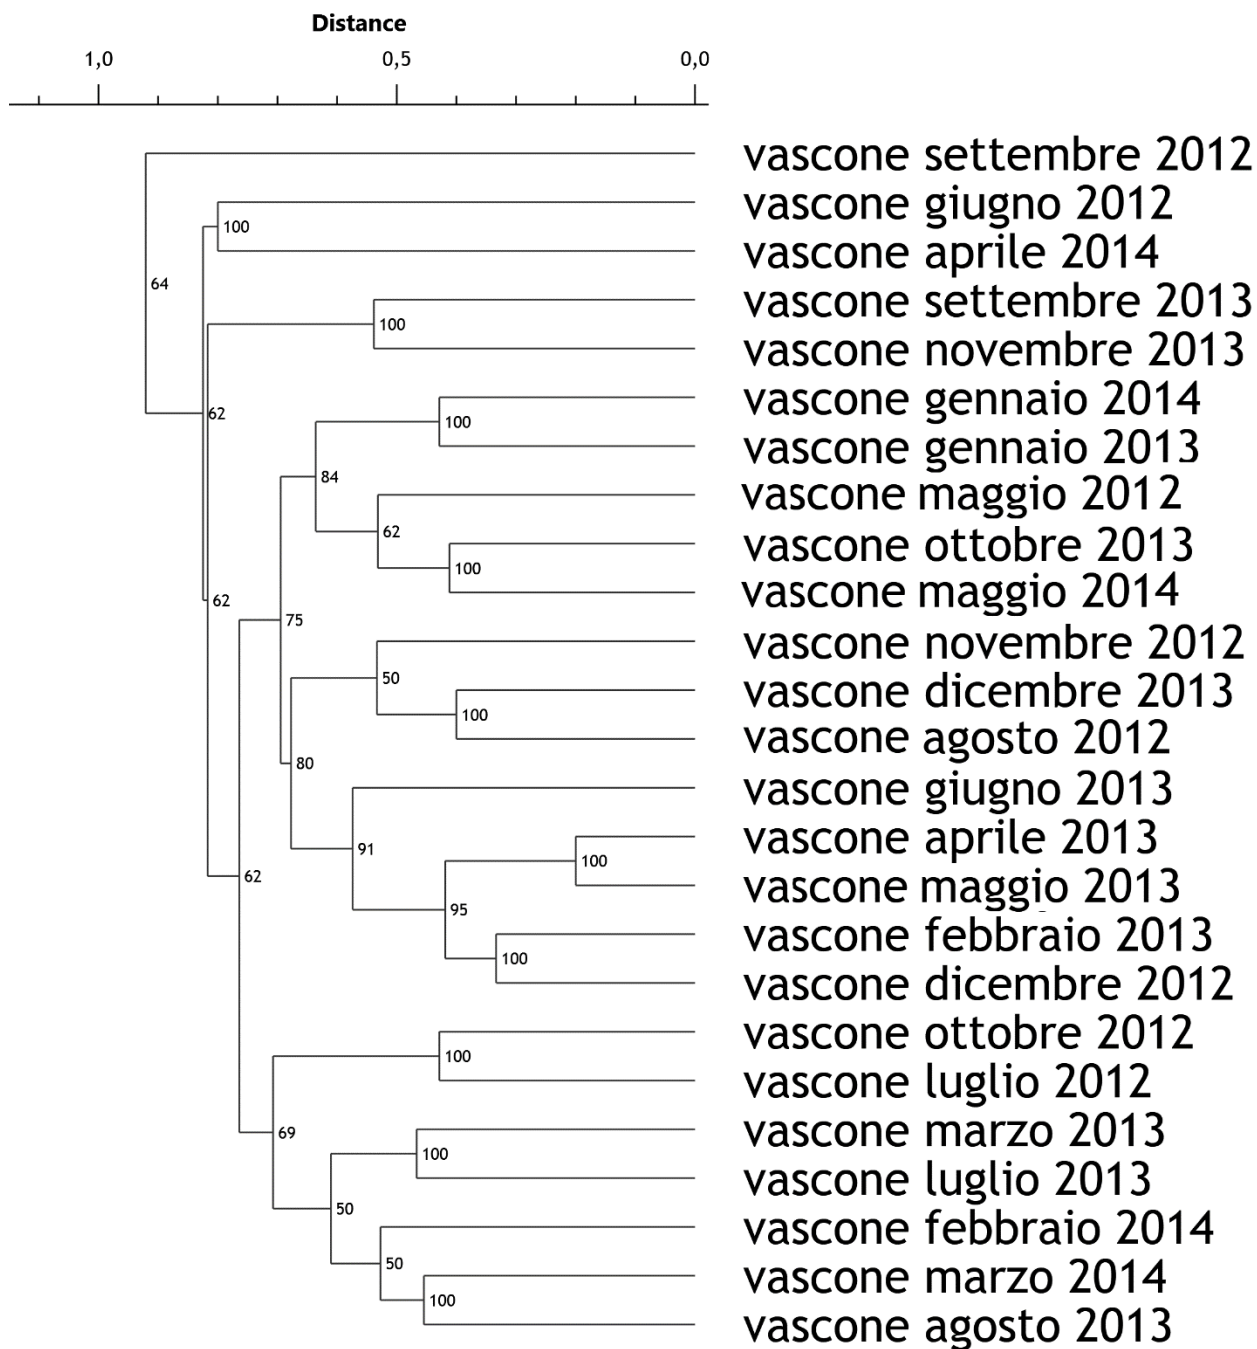 Distance
1,0 0,5 0,0
vascone settembre 2012
vascone giugno 2012
100
vascone aprile 2014
64
vascone settembre 2013
100
vascone novembre 2013
vascone gennaio 2014
62
100
vascone gennaio 2013
84
vascone maggio 2012
62
vascone ottobre 2013
100
vascone maggio 2014
62
75
vascone novembre 2012
50
vascone dicembre 2013
100
vascone agosto 2012
80
vascone giugno 2013
91
vascone aprile 2013
100
vascone maggio 2013
62
95
vascone febbraio 2013
100
vascone dicembre 2012
vascone ottobre 2012
100
vascone luglio 2012
69
vascone marzo 2013
100
vascone luglio 2013
50
vascone febbraio 2014
50
vascone marzo 2014
100
vascone agosto 2013